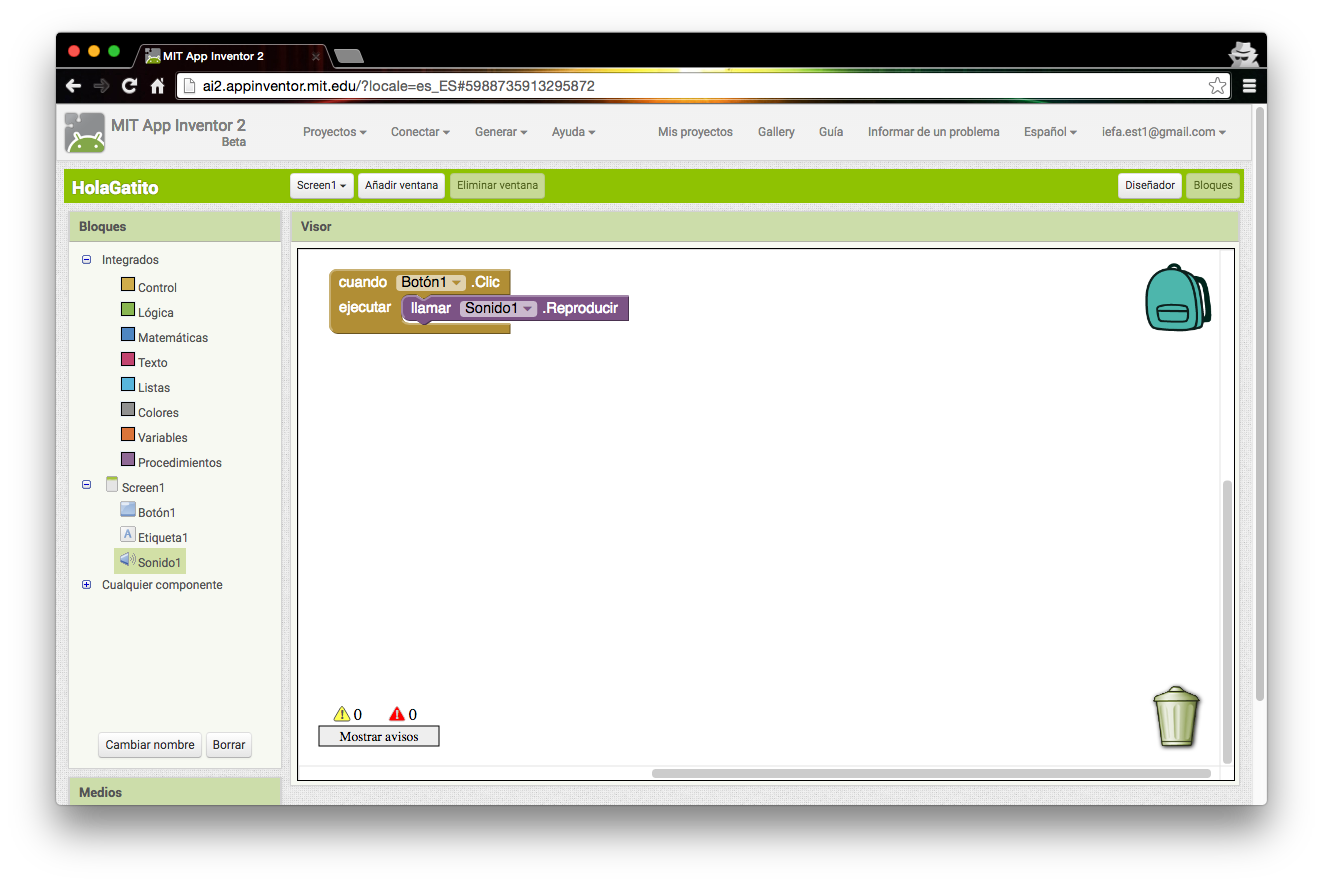 MIT App Inventor 2
ai2.appinventor.mit.edu/?locale=es_ES#5988735913295872
MIT App Inventor 2
Beta
Proyectos Conectar Generar Ayuda Mis proyectos Gallery Guía Informar de un problema Español iefa.est1@gmail.com
HolaGatito Screen1 Añadir ventana Eliminar ventana Diseñador Bloques
Bloques
Integrados
Control
Lógica
Matemáticas
Texto
Listas
Colores
Variables
Procedimientos
Screen1
Botón1
A Etiqueta1
Sonido1
Cualquier componente
Cambiar nombre Borrar
Medios
Visor
cuando Botón1 .Clic
ejecutar llamar Sonido1 .Reproducir
0 0
Mostrar avisos